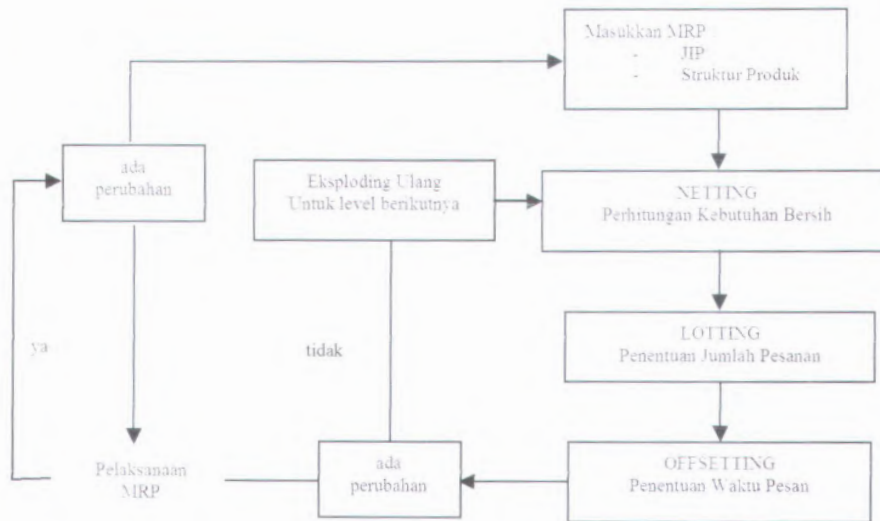 Masukkan MRP
- JIP
- Struktur Produk
ada
perubahan
Eksploding Ulang
Untuk level berikutnya
NETTING
Perhitungan Kebutuhan Bersih
ya
tidak
LOTTING
Penentuan Jumlah Pesanan
Pelaksanaan
MRP
ada
perubahan
OFFSETTING
Penentuan Waktu Pesan